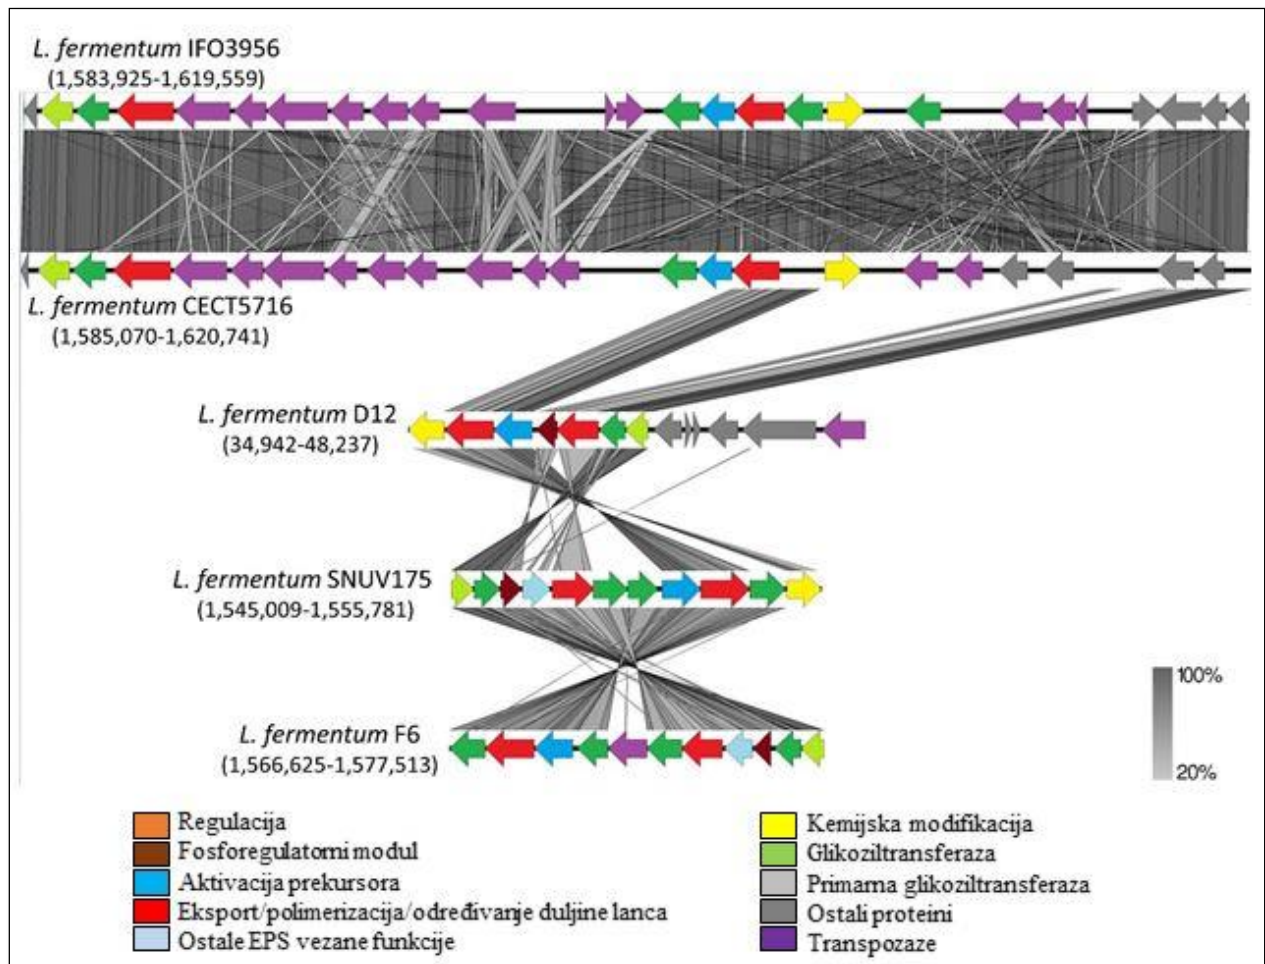 L. fermentum IFO3956
(1,583,925-1,619,559)
L. fermentum CECT5716
(1,585,070-1,620,741)
L. fermentum D12
(34,942-48,237)
L. fermentum SNUV175
(1,545,009-1,555,781)
L. fermentum F6
(1,566,625-1,577,513)
100%
20%
Regulacija
Fosforegulatorni modul
Aktivacija prekursora
Eksport/polimerizacija/određivanje duljine lanca
Ostale EPS vezane funkcije
Kemijska modifikacija
Glikoziltransferaza
Primarna glikoziltransferaza
Ostali proteini
Transpozaze